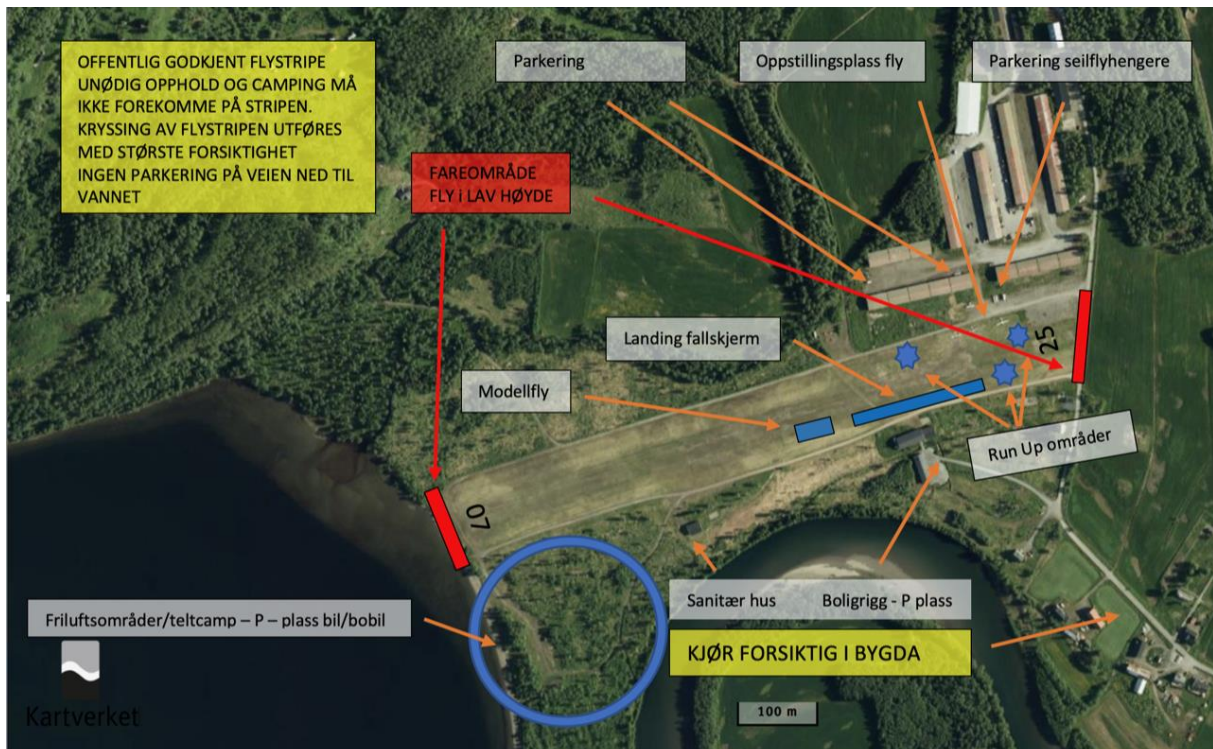 OFFENTLIG GODKJENT FLYSTRIPE
UNØDIG OPPHOLD OG CAMPING MÅ
IKKE FOREKOMME PÅ STRIPEN.
KRYSSING AV FLYSTRIPEN UTFØRES
MED STØRSTE FORSIKTIGHET
INGEN PARKERING PÅ VEIEN NED TIL
VANNET
Parkering
Oppstillingsplass fly
Parkering seilflyhengere
FAREOMRÅDE
FLY i LAV HØYDE
Landing fallskjerm
25
Modellfly
Run Up områder
07
Sanitær hus Boligrigg - P plass
Friluftsområder/teltcamp – P – plass bil/bobil
KJØR FORSIKTIG I BYGDA
Kartverket
100 m